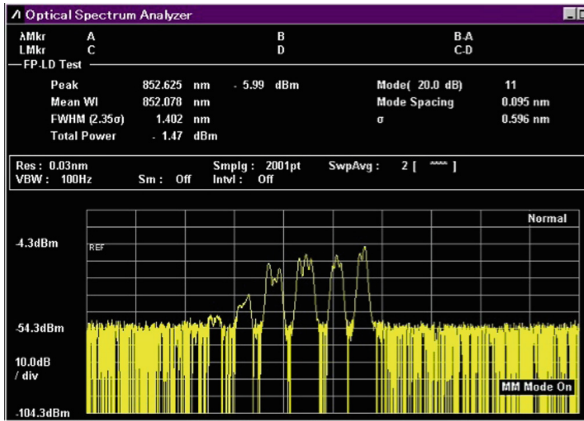 Optical Spectrum Analyzer
λMkr A B B-A
LMkr C D C-D
FP-LD Test
Peak 852.625 nm - 5.99 dBm Mode( 20.0 dB) 11
Mean Wl 852.078 nm Mode Spacing 0.095 nm
FWHM (2.35σ) 1.402 nm σ 0.596 nm
Total Power - 1.47 dBm
Res : 0.03nm Smplg : 2001pt SwpAvg : 2 [ ^^^^ ]
VBW : 100Hz Sm : Off Intvl : Off
Normal
-4.3dBm
REF
-54.3dBm
10.0dB
/ div
MM Mode On
-104.3dBm